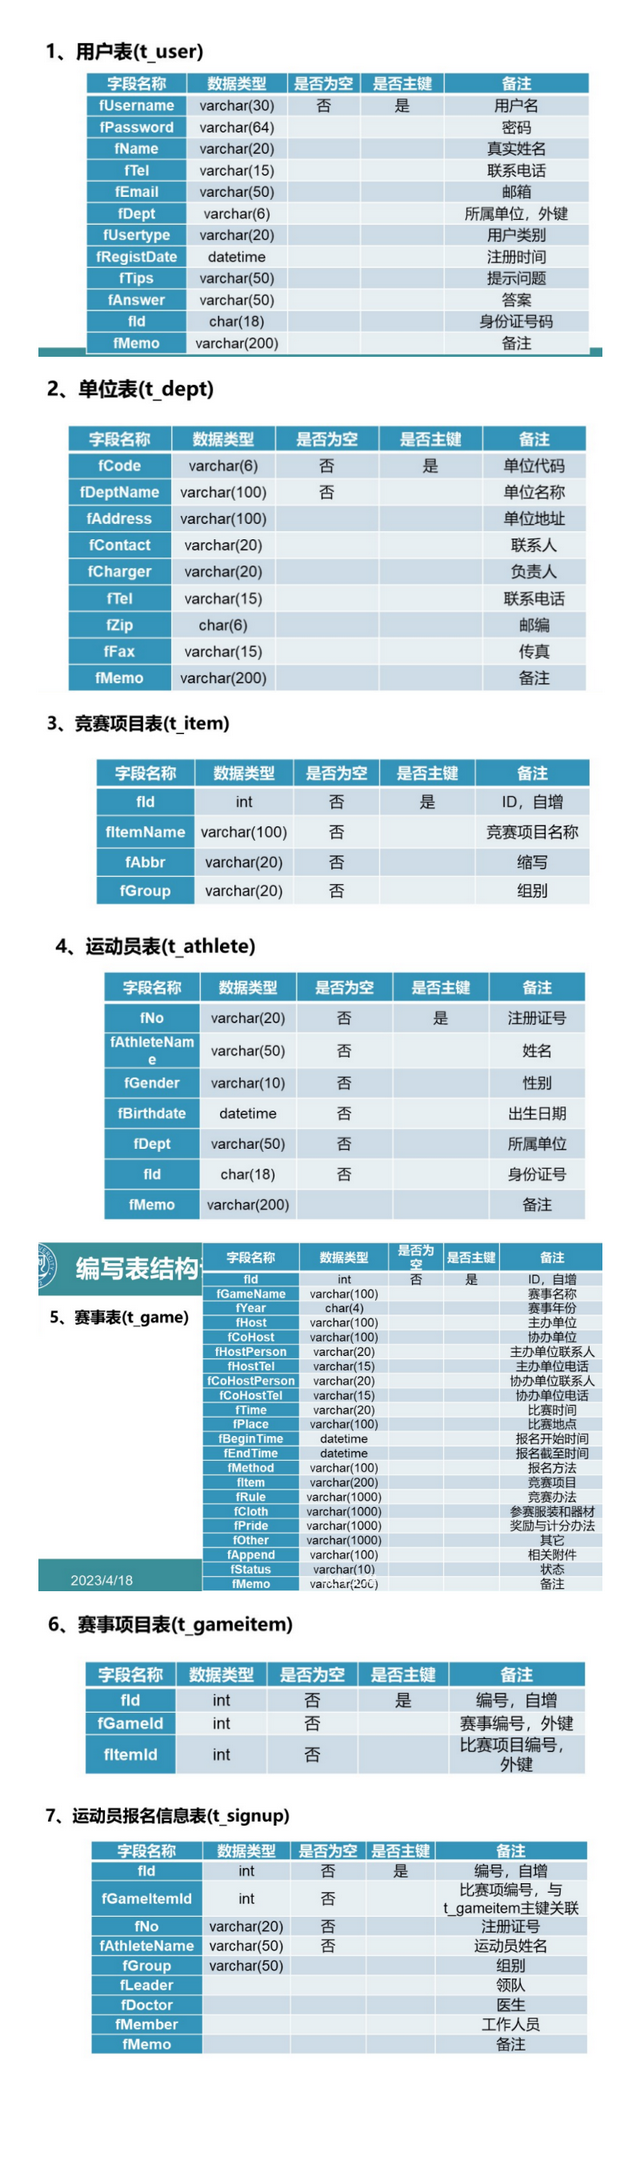 1、用户表(t_user)
字段名称 数据类型 是否为空 是否主键 备注
fUsername varchar(30) 否 是 用户名
fPassword varchar(64) 密码
fName varchar(20) 真实姓名
fTel varchar(15) 联系电话
fEmail varchar(50) 邮箱
fDept varchar(6) 所属单位，外键
fUsertype varchar(20) 用户类别
fRegistDate datetime 注册时间
fTips varchar(50) 提示问题
fAnswer varchar(50) 答案
fId char(18) 身份证号码
fMemo varchar(200) 备注
2、单位表(t_dept)
字段名称 数据类型 是否为空 是否主键 备注
fCode varchar(6) 否 是 单位代码
fDeptName varchar(100) 否 单位名称
fAddress varchar(100) 单位地址
fContact varchar(20) 联系人
fCharger varchar(20) 负责人
fTel varchar(15) 联系电话
fZip char(6) 邮编
fFax varchar(15) 传真
fMemo varchar(200) 备注
3、竞赛项目表(t_item)
字段名称 数据类型 是否为空 是否主键 备注
fId int 否 是 ID，自增
fItemName varchar(100) 否 竞赛项目名称
fAbbr varchar(20) 否 缩写
fGroup varchar(20) 否 组别
4、运动员表(t_athlete)
字段名称 数据类型 是否为空 是否主键 备注
fNo varchar(20) 否 是 注册证号
fAthleteNam
e varchar(50) 否 姓名
fGender varchar(10) 否 性别
fBirthdate datetime 否 出生日期
fDept varchar(50) 否 所属单位
fId char(18) 否 身份证号
fMemo varchar(200) 备注
编写表结构
5、赛事表(t_game)
2023/4/18
字段名称 数据类型 是否为
空 是否主键 备注
fId int 否 是 ID，自增
fGameName varchar(100) 赛事名称
fYear char(4) 赛事年份
fHost varchar(100) 主办单位
fCoHost varchar(100) 协办单位
fHostPerson varchar(20) 主办单位联系人
fHostTel varchar(15) 主办单位电话
fCoHostPerson varchar(20) 协办单位联系人
fCoHostTel varchar(15) 协办单位电话
fTime varchar(20) 比赛时间
fPlace varchar(100) 比赛地点
fBeginTime datetime 报名开始时间
fEndTime datetime 报名截至时间
fMethod varchar(100) 报名方法
fItem varchar(200) 竞赛项目
fRule varchar(1000) 竞赛办法
fCloth varchar(1000) 参赛服装和器材
fPride varchar(1000) 奖励与计分办法
fOther varchar(1000) 其它
fAppend varchar(100) 相关附件
fStatus varchar(10) 状态
fMemo varchar(200) 备注
6、赛事项目表(t_gameitem)
字段名称 数据类型 是否为空 是否主键 备注
fId int 否 是 编号，自增
fGameId int 否 赛事编号，外键
fItemId int 否 比赛项目编号，
外键
7、运动员报名信息表(t_signup)
字段名称 数据类型 是否为空 是否主键 备注
fId int 否 是 编号，自增
fGameItemId int 否 比赛项编号，与
t_gameitem主键关联
fNo varchar(20) 否 注册证号
fAthleteName varchar(50) 否 运动员姓名
fGroup varchar(50) 组别
fLeader 领队
fDoctor 医生
fMember 工作人员
fMemo 备注